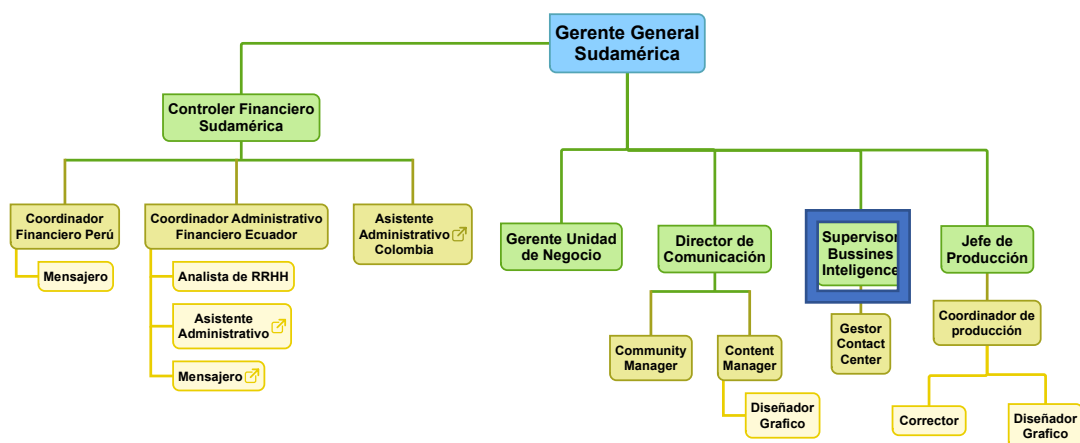 Gerente General
Sudamérica
Controler Financiero
Sudamérica
Coordinador
Financiero Perú
Mensajero
Coordinador Administrativo
Financiero Ecuador
Analista de RRHH
Asistente
Administrativo
Mensajero
Asistente
Administrativo
Colombia
Gerente Unidad
de Negocio
Director de
Comunicación
Community
Manager
Content
Manager
Diseñador
Grafico
Supervisor
Bussines
Inteligence
Gestor
Contact
Center
Jefe de
Producción
Coordinador de
producción
Corrector
Diseñador
Grafico